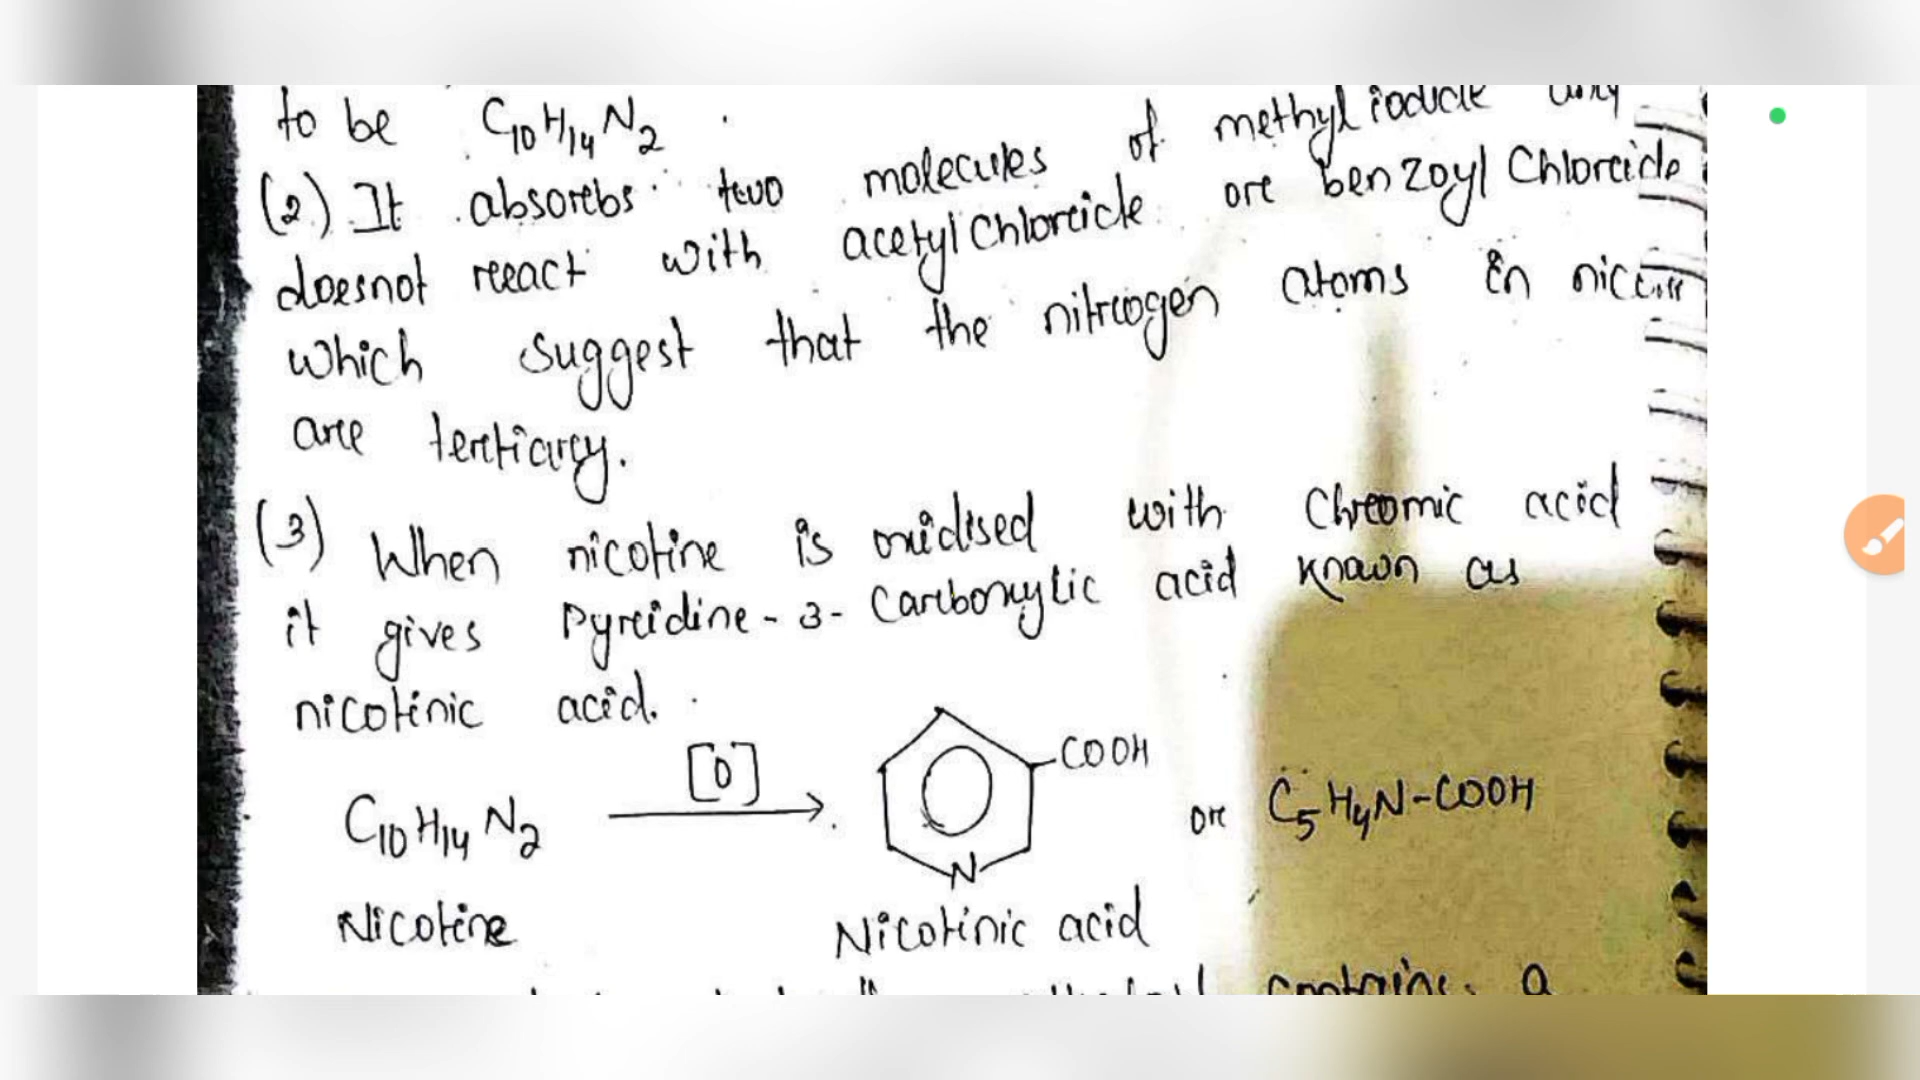 to be C10H14N2.
(2) It absorbs two molecules of methyl iodide
doesnot react with acetyl chloride or benzoyl chloride
which suggest that the nitrogen atoms in
are tertiary.
(3) When nicotine is oxidised with Chromic acid
it gives Pyridine-3-Carboxylic acid known as
nicotinic acid.
[O]
COOH
C10H14N2 → N or C5H4N-COOH
Nicotine Nicotinic acid
contains a